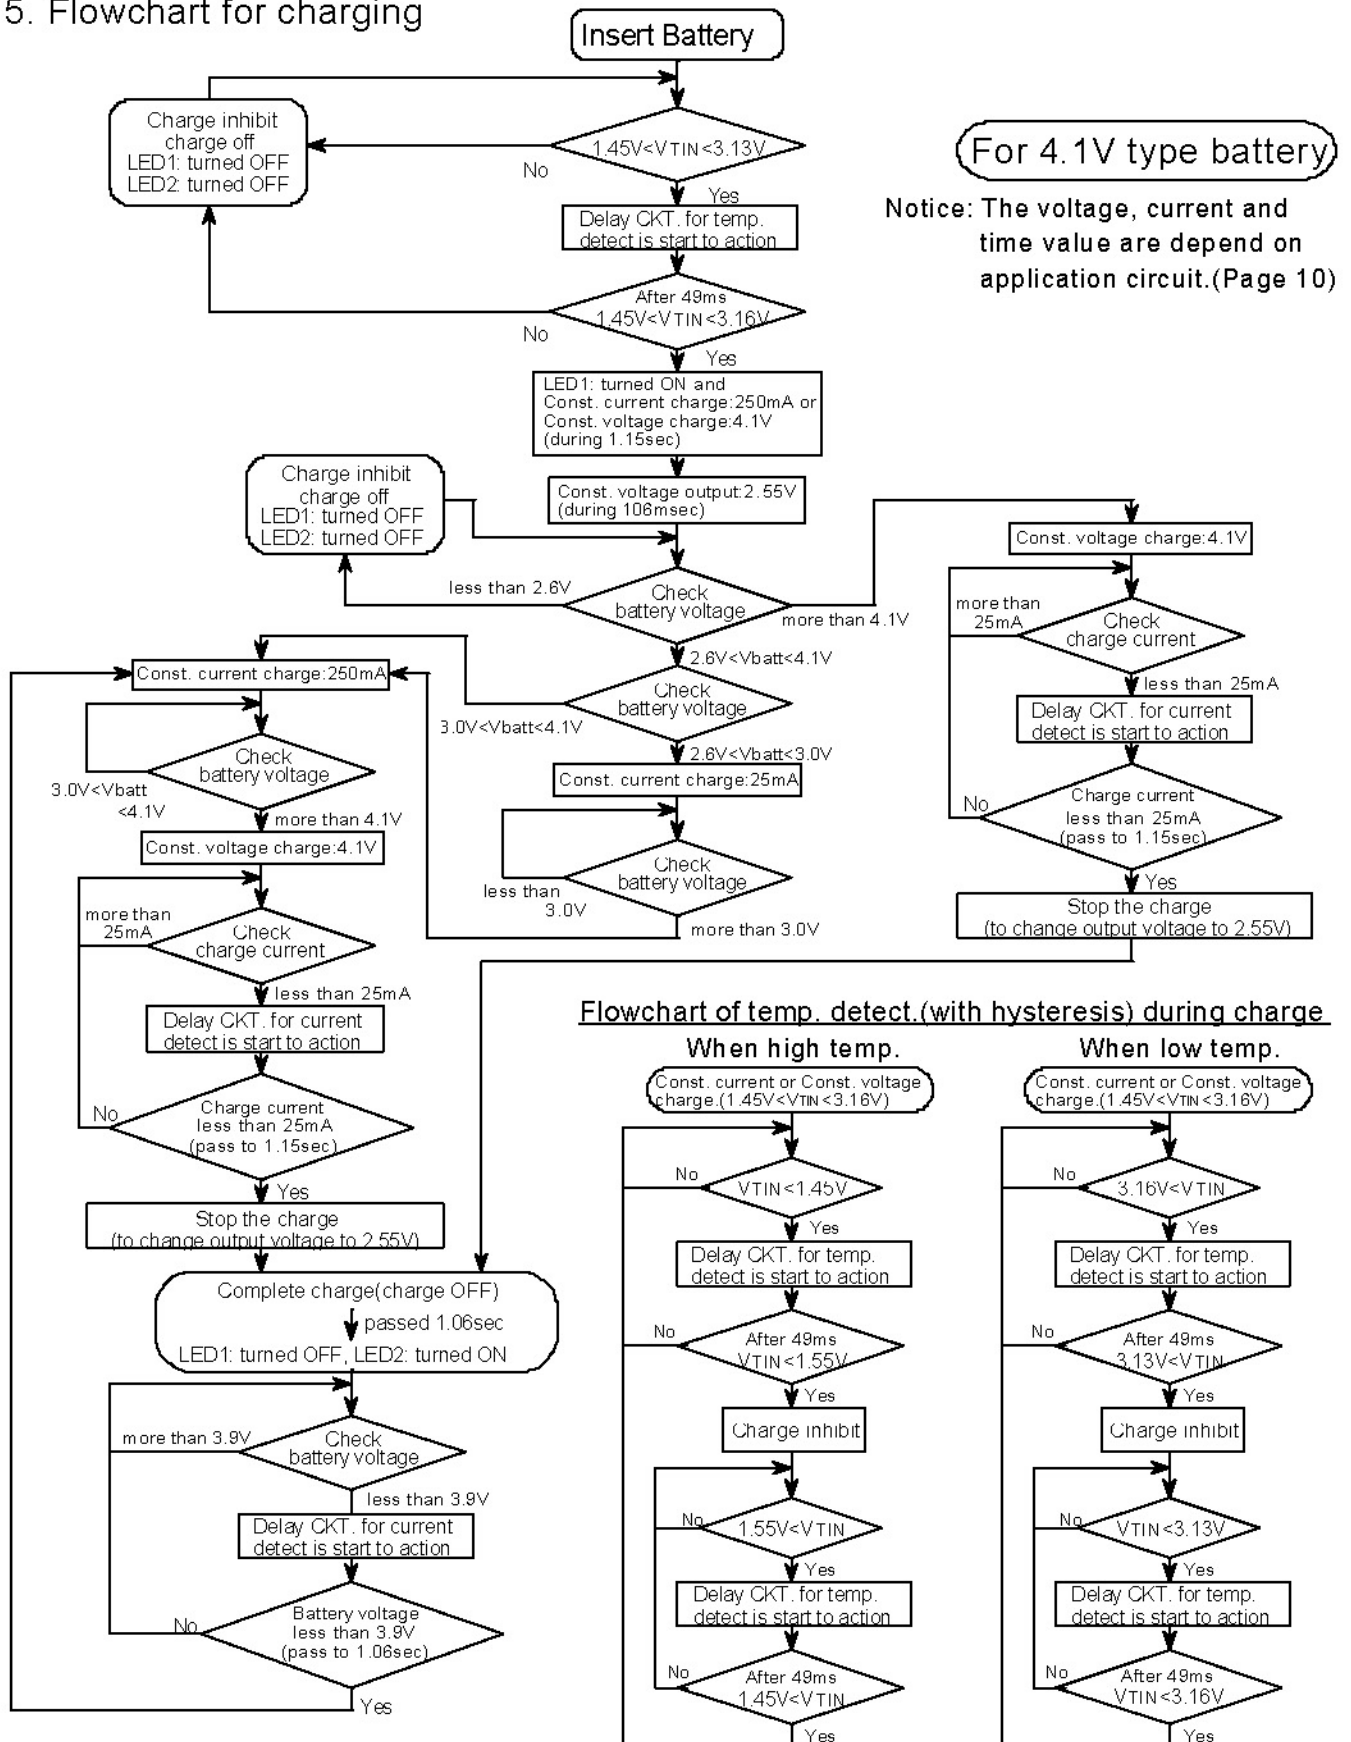 5. Flowchart for charging
Insert Battery
Charge inhibit
charge off
LED1: turned OFF
LED2: turned OFF
1.45V<VTIN<3.13V
No
Yes
For 4.1V type battery
Notice: The voltage, current and
time value are depend on
application circuit.(Page 10)
Delay CKT. for temp.
detect is start to action
After 49ms
1.45V<VTIN<3.16V
No
Yes
LED1: turned ON and
Const. current charge:250mA or
Const. voltage charge:4.1V
(during 1.15sec)
Const. voltage output:2.55V
(during 106msec)
Charge inhibit
charge off
LED1: turned OFF
LED2: turned OFF
less than 2.6V
Check
battery voltage
more than 4.1V
2.6V<Vbatt<4.1V
Check
battery voltage
3.0V<Vbatt<4.1V
2.6V<Vbatt<3.0V
Const. current charge:25mA
Check
battery voltage
less than
3.0V
more than 3.0V
Const. voltage charge:4.1V
more than
25mA
Check
charge current
less than 25mA
Delay CKT. for current
detect is start to action
Charge current
less than 25mA
(pass to 1.15sec)
No
Yes
Stop the charge
(to change output voltage to 2.55V)
Const. current charge:250mA
Check
battery voltage
3.0V<Vbatt
<4.1V
more than 4.1V
Const. voltage charge:4.1V
more than
25mA
Check
charge current
less than 25mA
Delay CKT. for current
detect is start to action
No
Charge current
less than 25mA
(pass to 1.15sec)
Yes
Stop the charge
(to change output voltage to 2.55V)
Complete charge(charge OFF)
passed 1.06sec
LED1: turned OFF, LED2: turned ON
more than 3.9V
Check
battery voltage
less than 3.9V
Delay CKT. for current
detect is start to action
No
Battery voltage
less than 3.9V
(pass to 1.06sec)
Yes
Flowchart of temp. detect.(with hysteresis) during charge
When high temp.
Const. current or Const. voltage
charge.(1.45V<VTIN<3.16V)
No
VTIN<1.45V
Yes
Delay CKT. for temp.
detect is start to action
No
After 49ms
VTIN<1.55V
Yes
Charge inhibit
No
1.55V<VTIN
Yes
Delay CKT. for temp.
detect is start to action
No
After 49ms
1.45V<VTIN
Yes
When low temp.
Const. current or Const. voltage
charge.(1.45V<VTIN<3.16V)
No
3.16V<VTIN
Yes
Delay CKT. for temp.
detect is start to action
No
After 49ms
3.13V<VTIN
Yes
Charge inhibit
No
VTIN<3.13V
Yes
Delay CKT. for temp.
detect is start to action
No
After 49ms
VTIN<3.16V
Yes